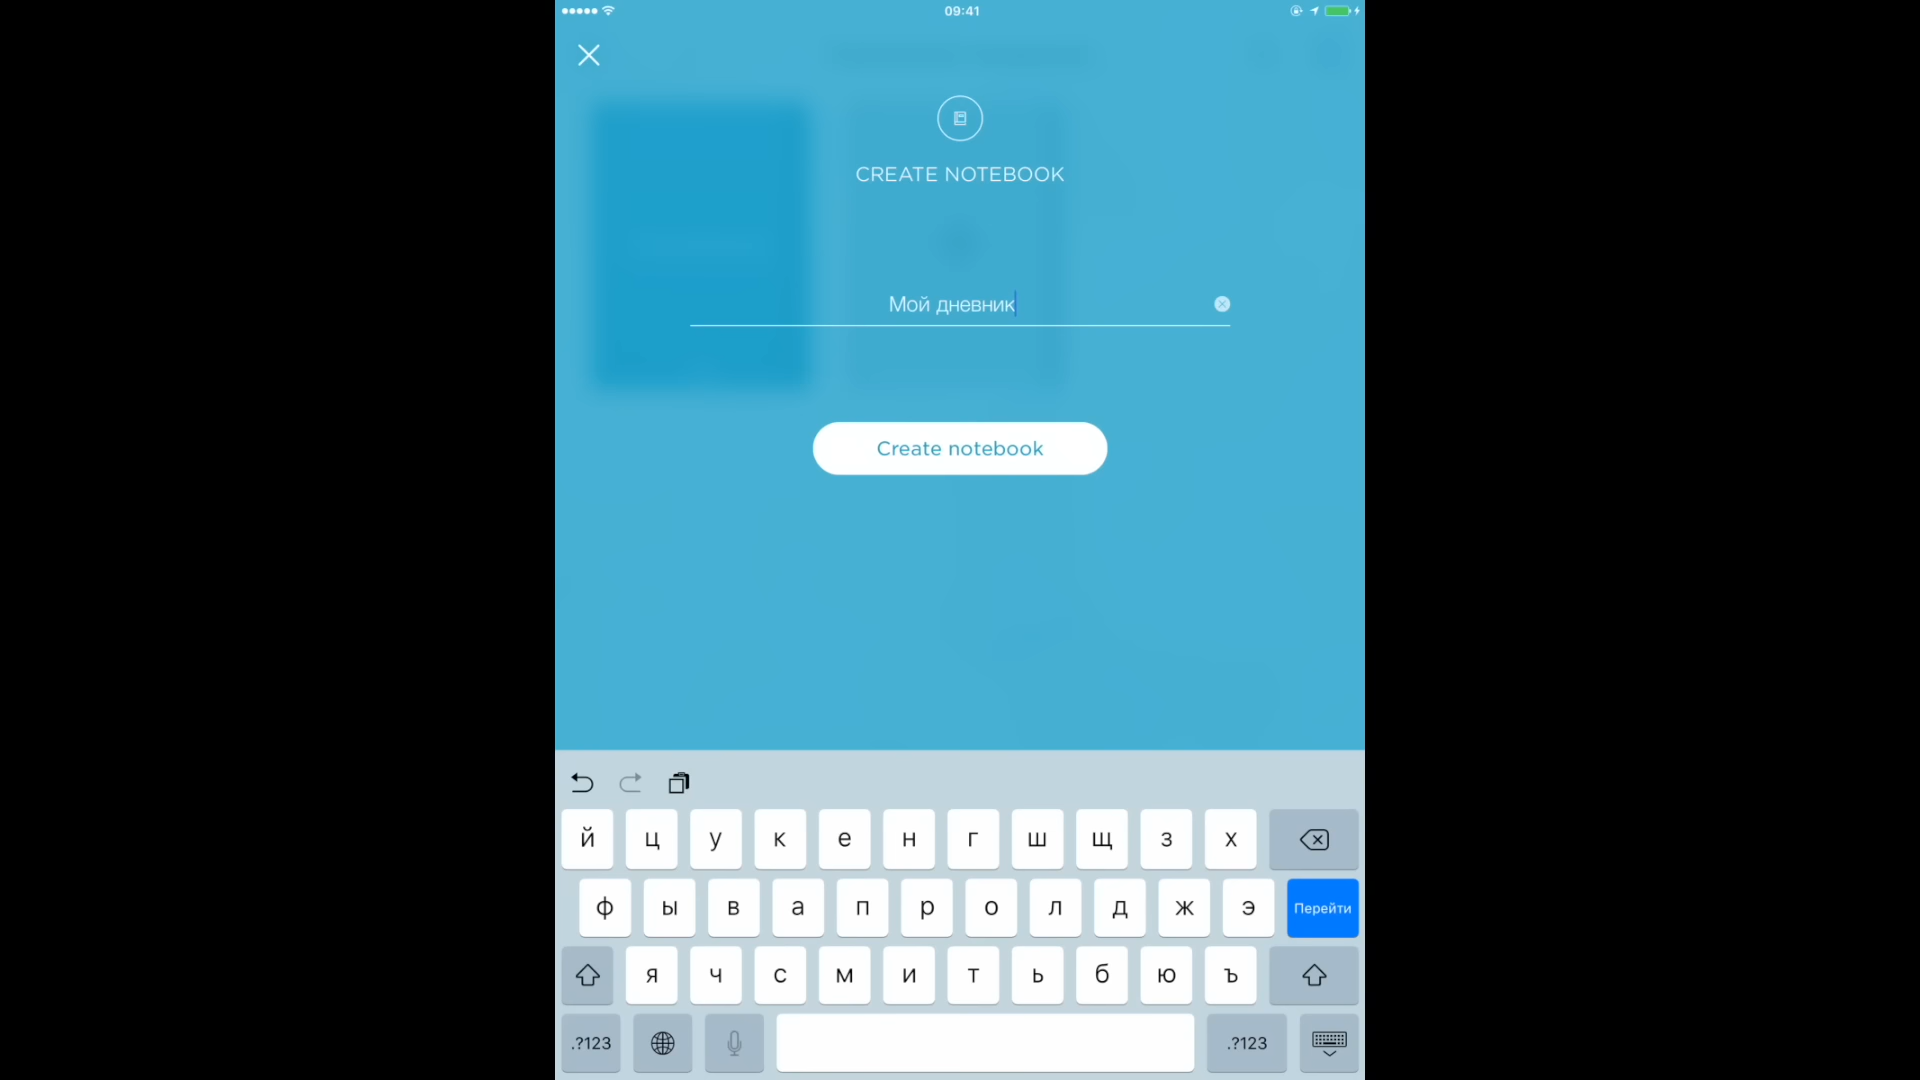 09:41
CREATE NOTEBOOK
Мой дневник
Create notebook
й ц у к е н г ш щ з х
ф ы в а п р о л д ж э Перейти
я ч с м и т ь б ю ъ
.?123 .?123